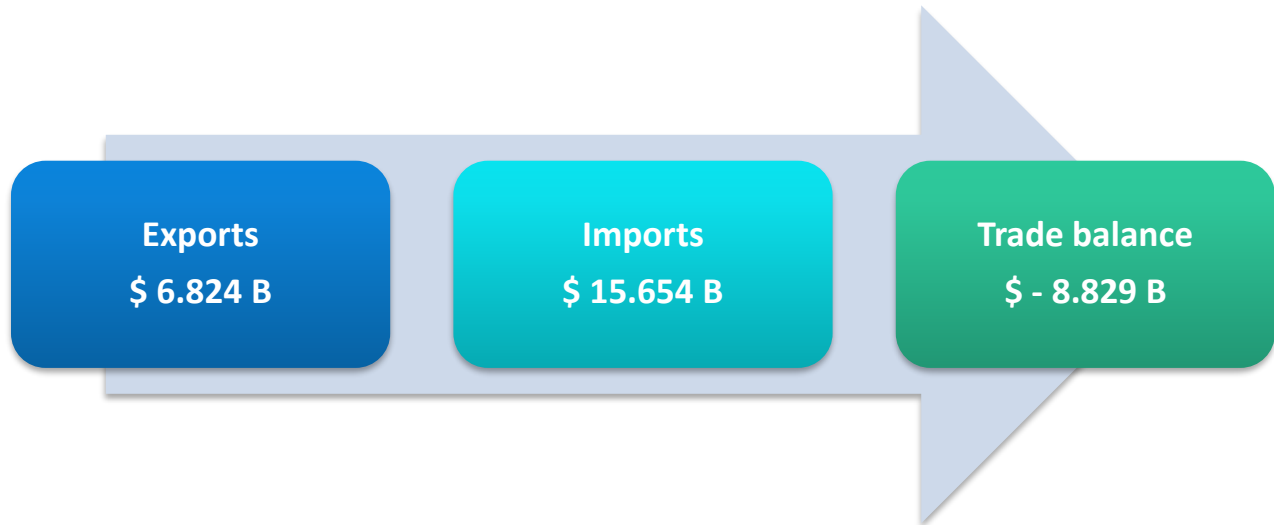 Exports
$ 6.824 B
Imports
$ 15.654 B
Trade balance
$ - 8.829 B